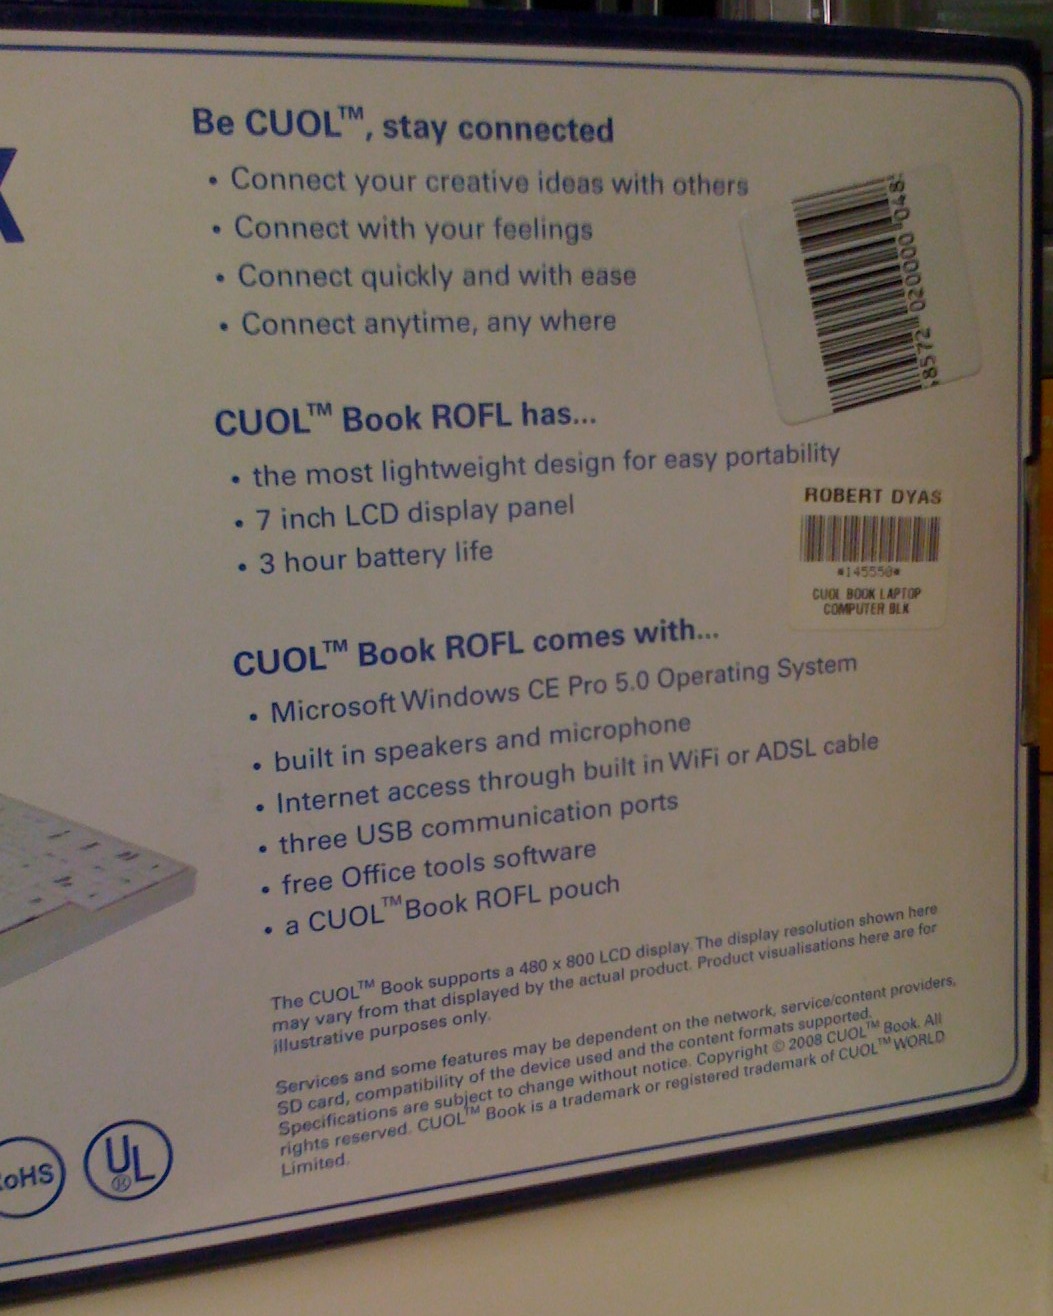 Be CUOL™, stay connected
• Connect your creative ideas with others
• Connect with your feelings
• Connect quickly and with ease
• Connect anytime, any where
CUOL™ Book ROFL has...
• the most lightweight design for easy portability
• 7 inch LCD display panel
• 3 hour battery life
ROBERT DYAS
*145550*
CUOL BOOK LAPTOP
COMPUTER BLK
CUOL™ Book ROFL comes with...
• Microsoft Windows CE Pro 5.0 Operating System
• built in speakers and microphone
• Internet access through built in WiFi or ADSL cable
• three USB communication ports
• free Office tools software
• a CUOL™ Book ROFL pouch
The CUOL™ Book supports a 480 x 800 LCD display. The display resolution shown here
may vary from that displayed by the actual product. Product visualisations here are for
illustrative purposes only.
Services and some features may be dependent on the network, service/content providers,
SD card, compatibility of the device used and the content formats supported.
Specifications are subject to change without notice. Copyright © 2008 CUOL™ Book. All
rights reserved. CUOL™ Book is a trademark or registered trademark of CUOL™ WORLD
Limited.
RoHS
UL®